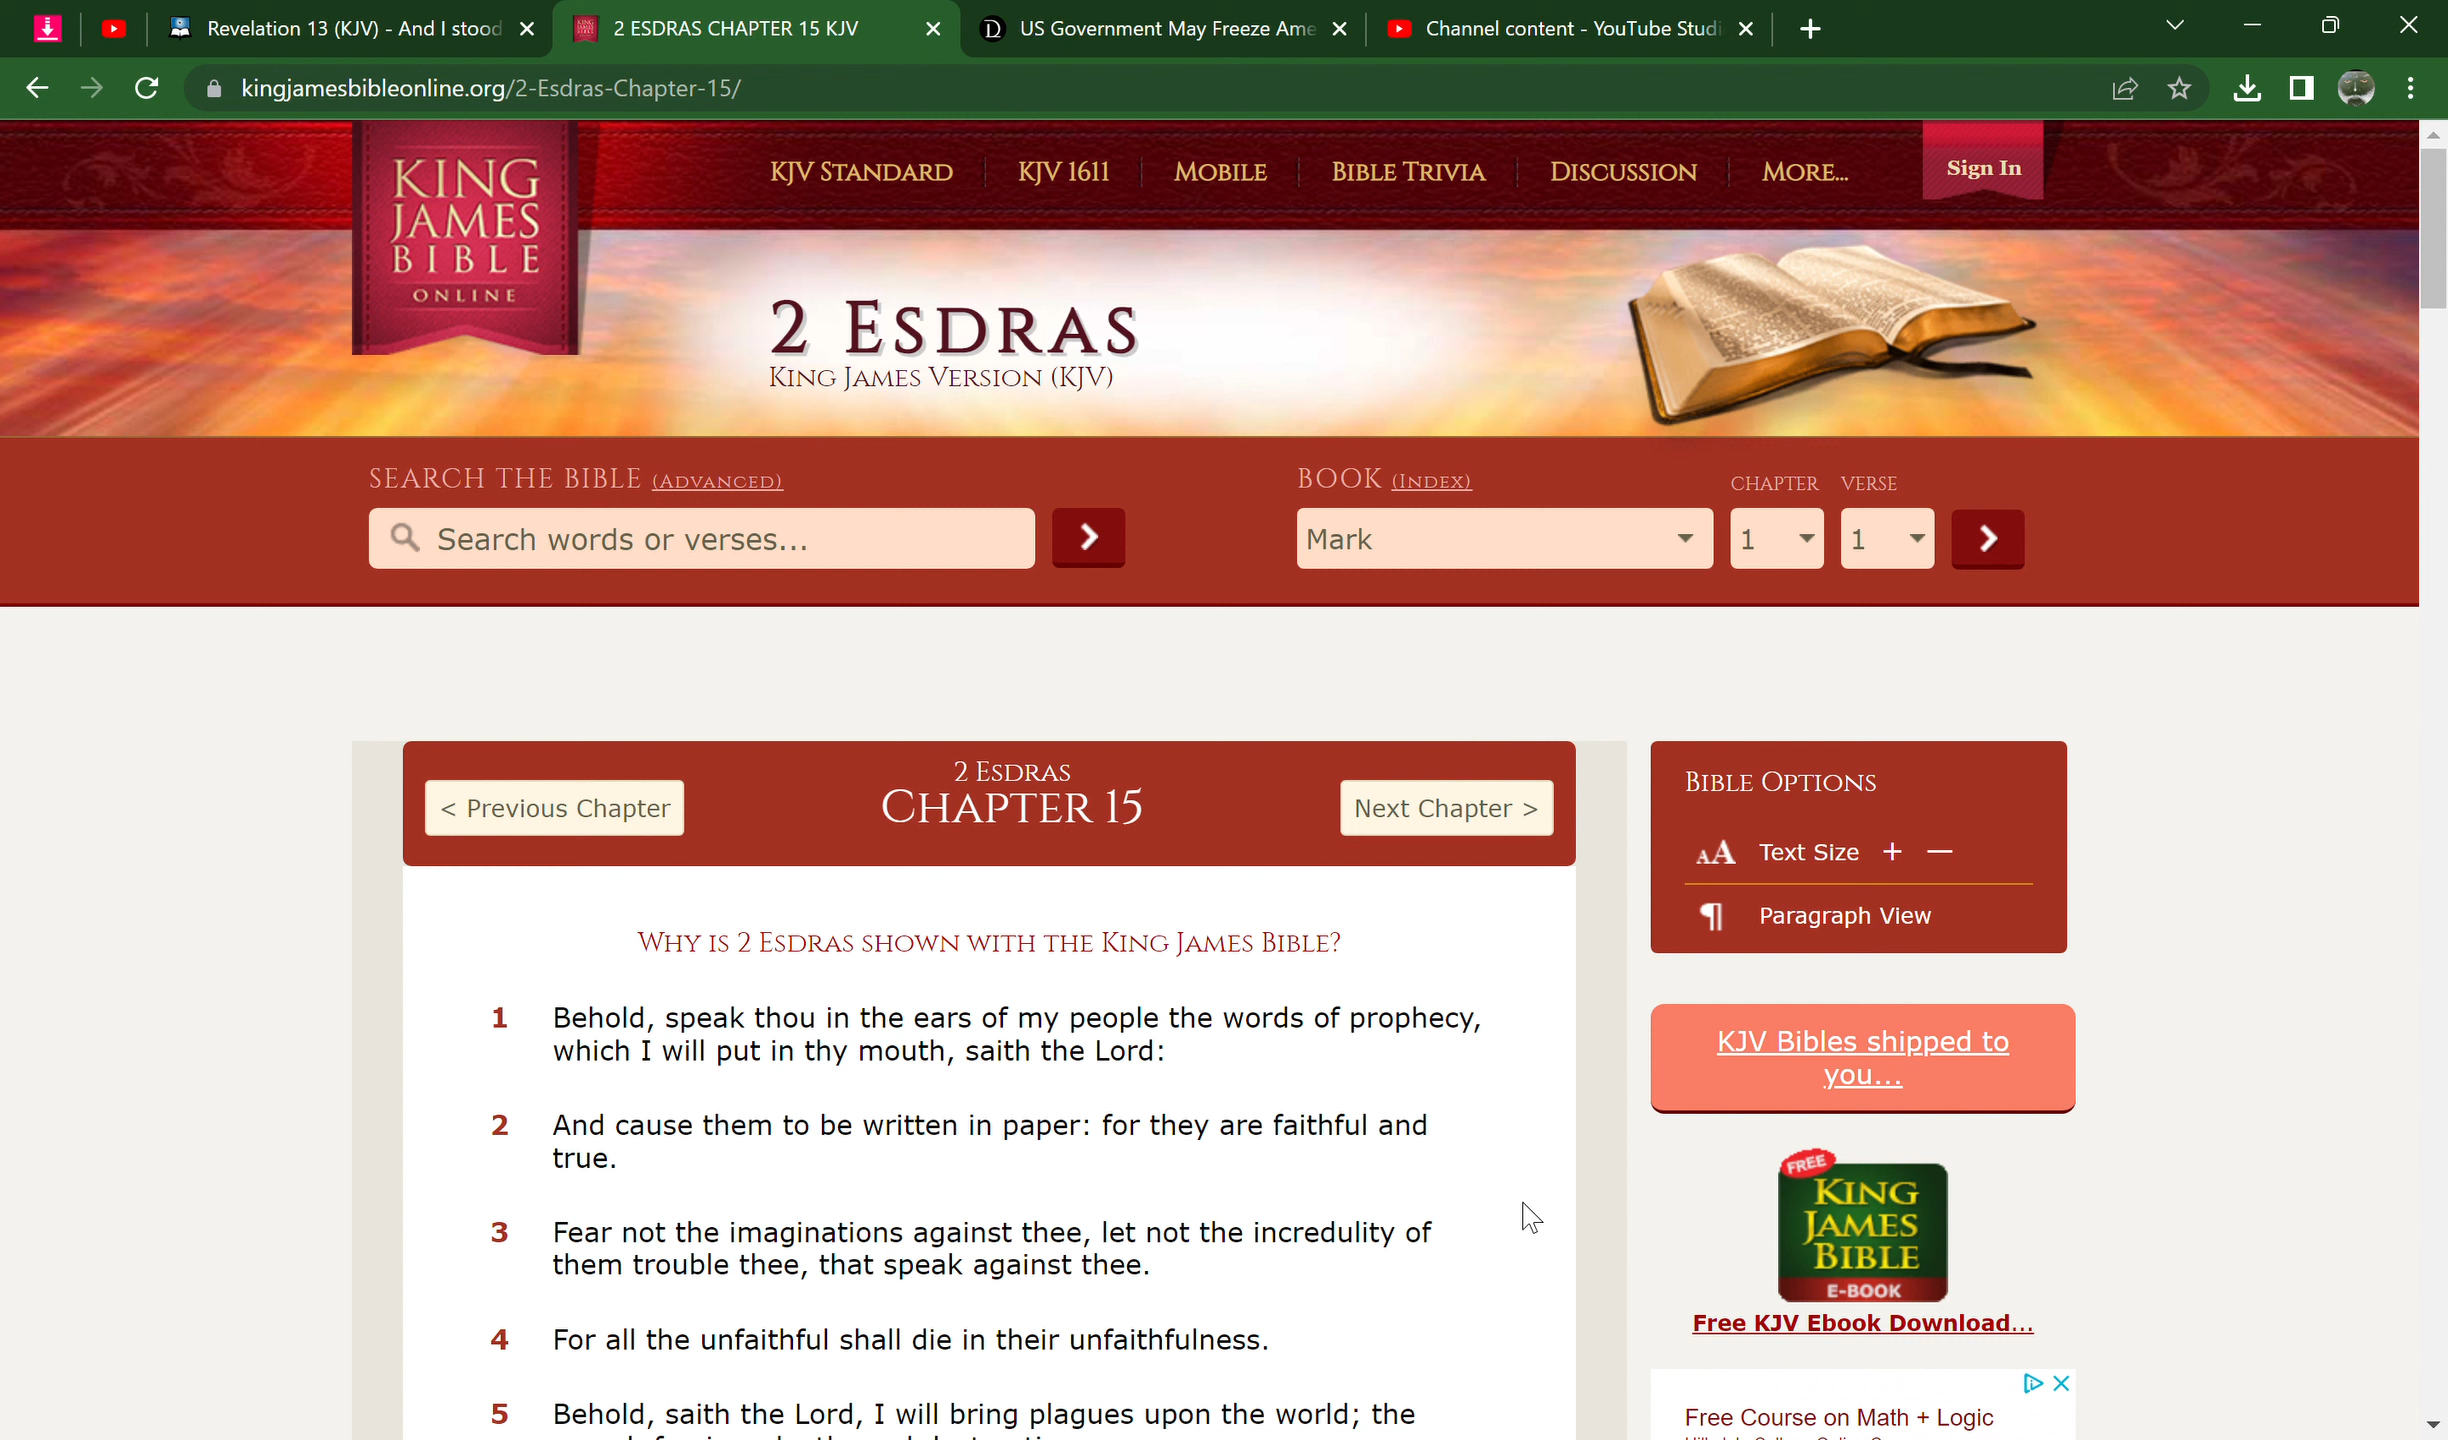 Revelation 13 (KJV) - And I stood
2 ESDRAS CHAPTER 15 KJV
US Government May Freeze Ame
Channel content - YouTube Studi
kingjamesbibleonline.org/2-Esdras-Chapter-15/
KING
JAMES
BIBLE
ONLINE
KJV STANDARD
KJV 1611
MOBILE
BIBLE TRIVIA
DISCUSSION
MORE...
Sign In
2 ESDRAS
KING JAMES VERSION (KJV)
SEARCH THE BIBLE (ADVANCED)
Search words or verses...
BOOK (INDEX)
CHAPTER
VERSE
Mark
1
1
< Previous Chapter
2 ESDRAS
CHAPTER 15
Next Chapter >
WHY IS 2 ESDRAS SHOWN WITH THE KING JAMES BIBLE?
1 Behold, speak thou in the ears of my people the words of prophecy,
which I will put in thy mouth, saith the Lord:
2 And cause them to be written in paper: for they are faithful and
true.
3 Fear not the imaginations against thee, let not the incredulity of
them trouble thee, that speak against thee.
4 For all the unfaithful shall die in their unfaithfulness.
5 Behold, saith the Lord, I will bring plagues upon the world; the
BIBLE OPTIONS
AA Text Size + —
¶ Paragraph View
KJV Bibles shipped to
you...
FREE
KING
JAMES
BIBLE
E-BOOK
Free KJV Ebook Download...
Free Course on Math + Logic